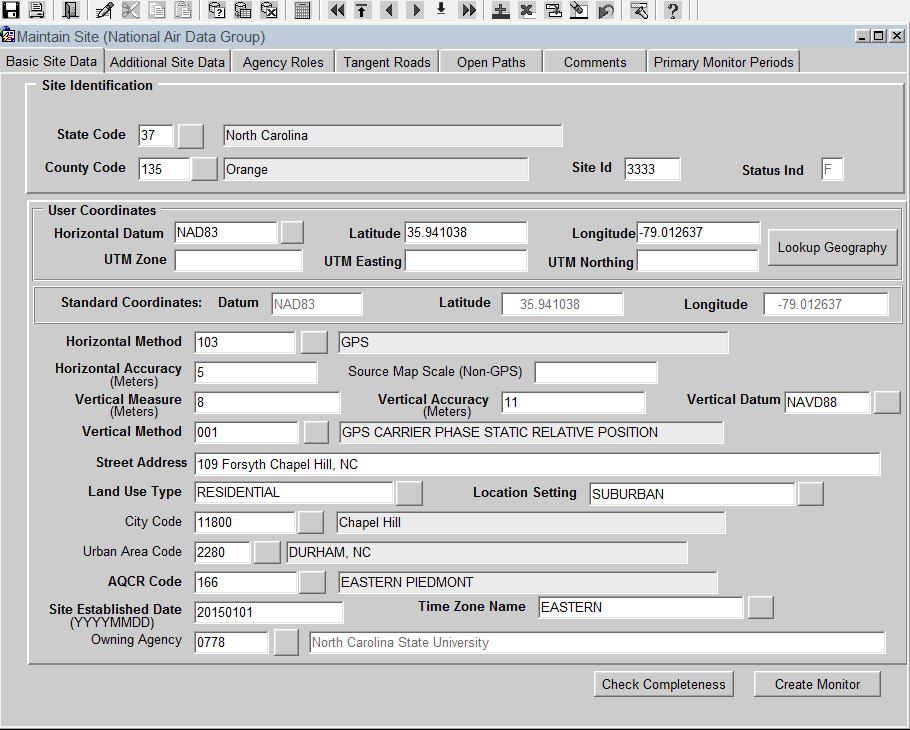 Maintain Site (National Air Data Group)
Basic Site Data Additional Site Data Agency Roles Tangent Roads Open Paths Comments Primary Monitor Periods
Site Identification
State Code 37 North Carolina
County Code 135 Orange Site Id 3333 Status Ind F
User Coordinates
Horizontal Datum NAD83 Latitude 35.941038 Longitude -79.012637
Lookup Geography
UTM Zone UTM Easting UTM Northing
Standard Coordinates: Datum NAD83 Latitude 35.941038 Longitude -79.012637
Horizontal Method 103 GPS
Horizontal Accuracy (Meters) 5 Source Map Scale (Non-GPS)
Vertical Measure (Meters) 8 Vertical Accuracy (Meters) 11 Vertical Datum NAVD88
Vertical Method 001 GPS CARRIER PHASE STATIC RELATIVE POSITION
Street Address 109 Forsyth Chapel Hill, NC
Land Use Type RESIDENTIAL Location Setting SUBURBAN
City Code 11800 Chapel Hill
Urban Area Code 2280 DURHAM, NC
AQCR Code 166 EASTERN PIEDMONT
Site Established Date (YYYYMMDD) 20150101 Time Zone Name EASTERN
Owning Agency 0778 North Carolina State University
Check Completeness Create Monitor